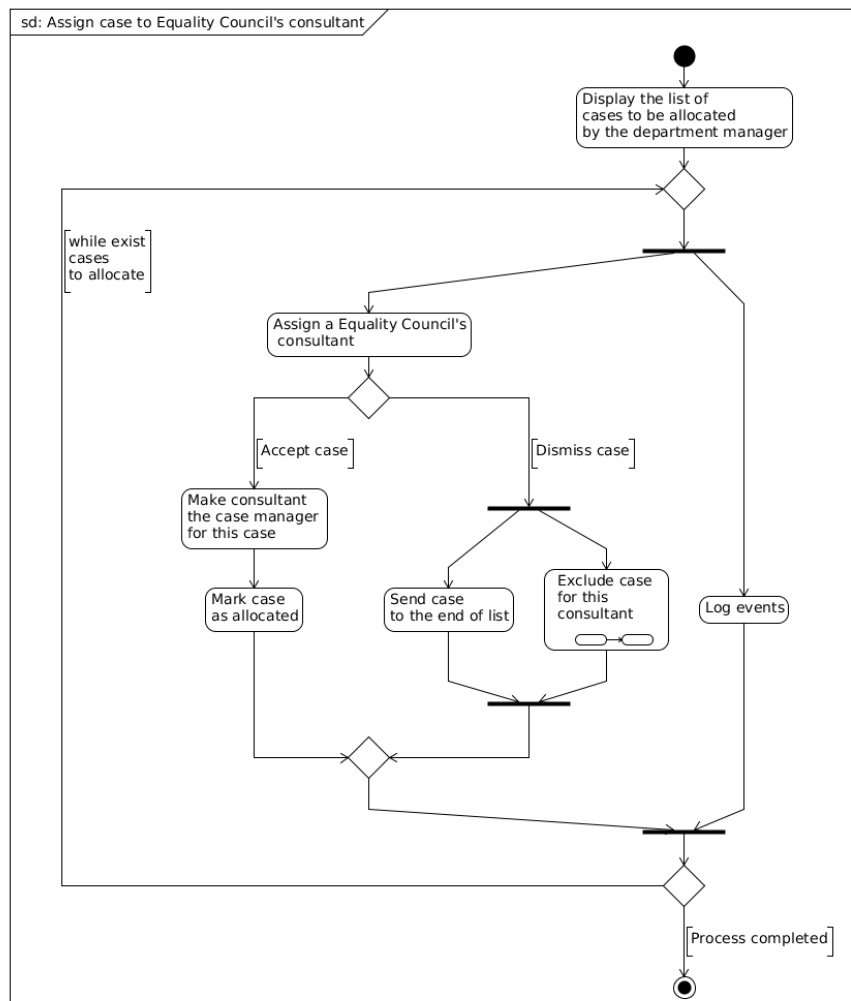 sd: Assign case to Equality Council's consultant
Display the list of
cases to be allocated
by the department manager
[while exist
cases
to allocate]
Assign a Equality Council's
consultant
[Accept case]
[Dismiss case]
Make consultant
the case manager
for this case
Mark case
as allocated
Send case
to the end of list
Exclude case
for this
consultant
Log events
[Process completed]